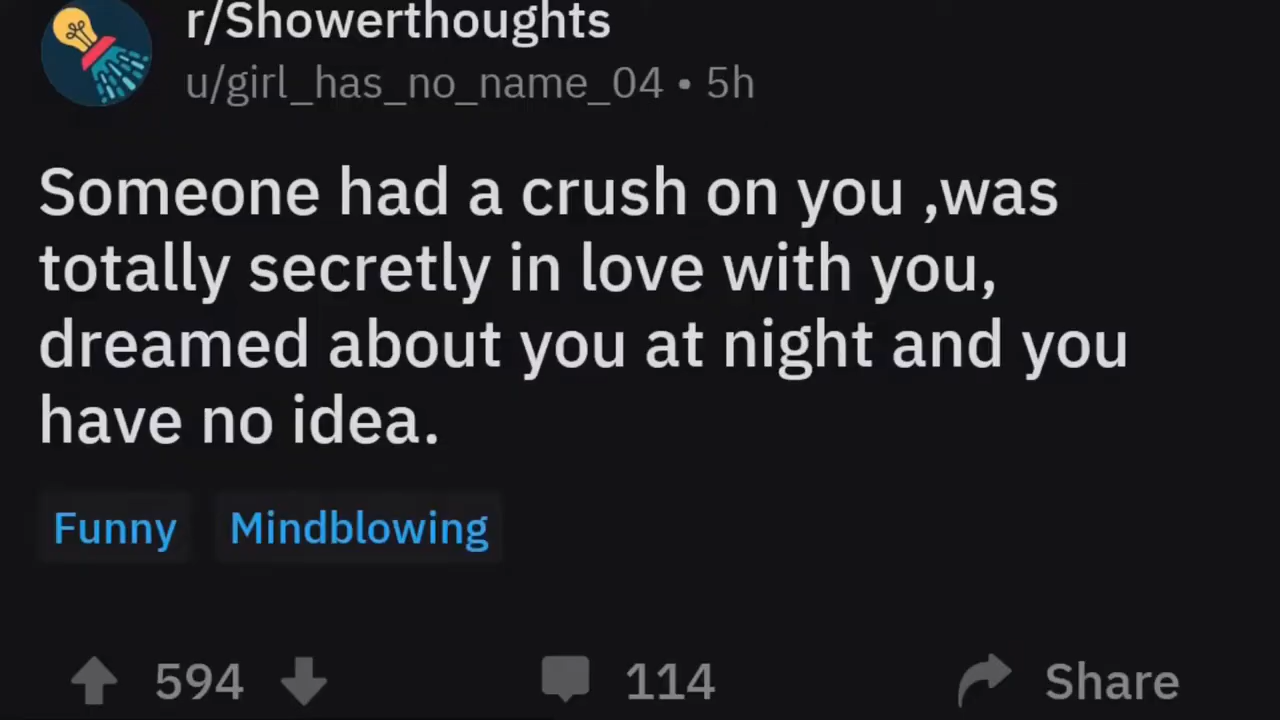 r/Showerthoughts
u/girl_has_no_name_04 • 5h
Someone had a crush on you ,was
totally secretly in love with you,
dreamed about you at night and you
have no idea.
Funny Mindblowing
594 114 Share